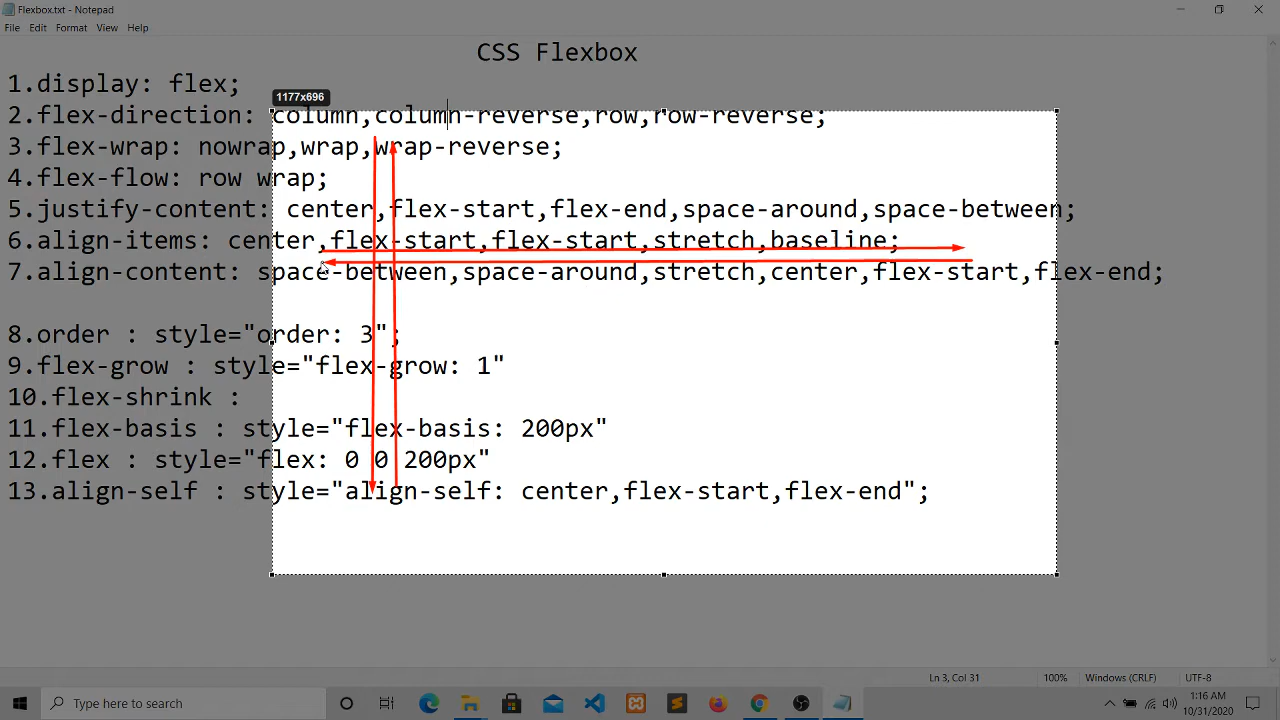 Flexbox.txt - Notepad
File Edit Format View Help
CSS Flexbox
1.display: flex;
1177x696
2.flex-direction: column,column-reverse,row,row-reverse;
3.flex-wrap: nowrap,wrap,wrap-reverse;
4.flex-flow: row wrap;
5.justify-content: center,flex-start,flex-end,space-around,space-between;
6.align-items: center,flex-start,flex-start,stretch,baseline;
7.align-content: space-between,space-around,stretch,center,flex-start,flex-end;
8.order : style="order: 3";
9.flex-grow : style="flex-grow: 1"
10.flex-shrink :
11.flex-basis : style="flex-basis: 200px"
12.flex : style="flex: 0 0 200px"
13.align-self : style="align-self: center,flex-start,flex-end";
Ln 3, Col 31 100% Windows (CRLF) UTF-8
Type here to search
1:16 AM
10/31/2020